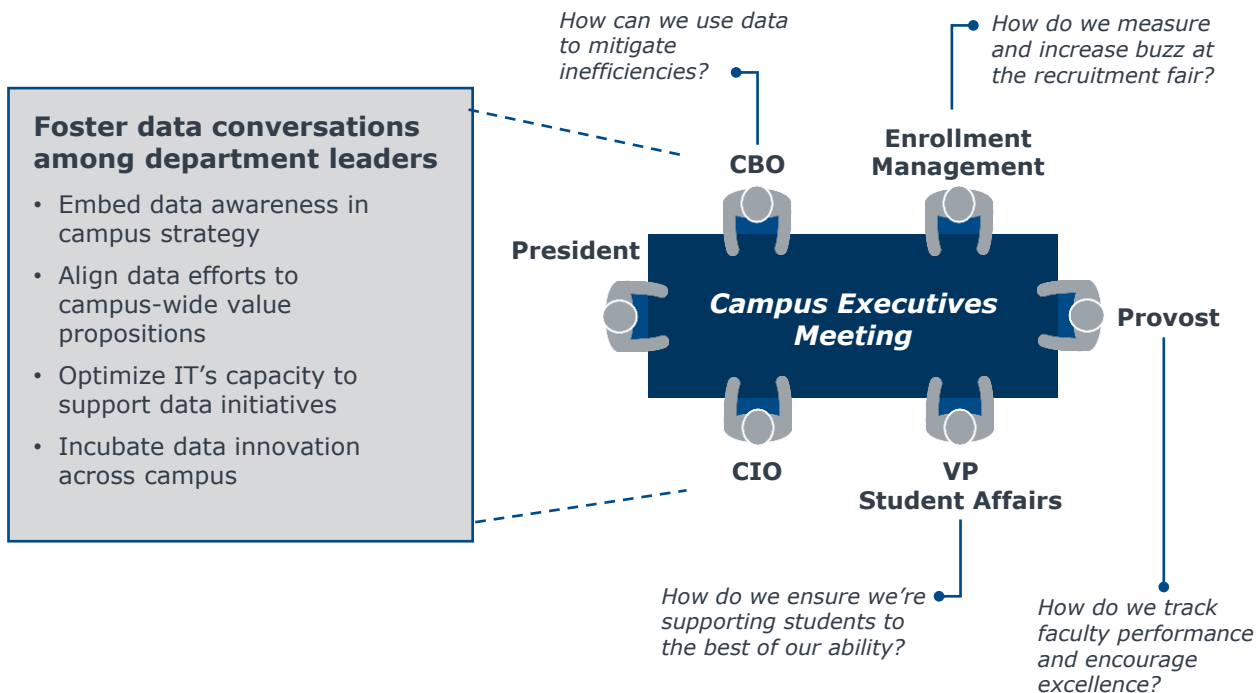 How can we use data
to mitigate
inefficiencies?
How do we measure
and increase buzz at
the recruitment fair?
Foster data conversations
among department leaders
• Embed data awareness in
campus strategy
• Align data efforts to
campus-wide value
propositions
• Optimize IT’s capacity to
support data initiatives
• Incubate data innovation
across campus
CBO
Enrollment
Management
President
Campus Executives
Meeting
Provost
CIO
VP
Student Affairs
How do we ensure we’re
supporting students to
the best of our ability?
How do we track
faculty performance
and encourage
excellence?